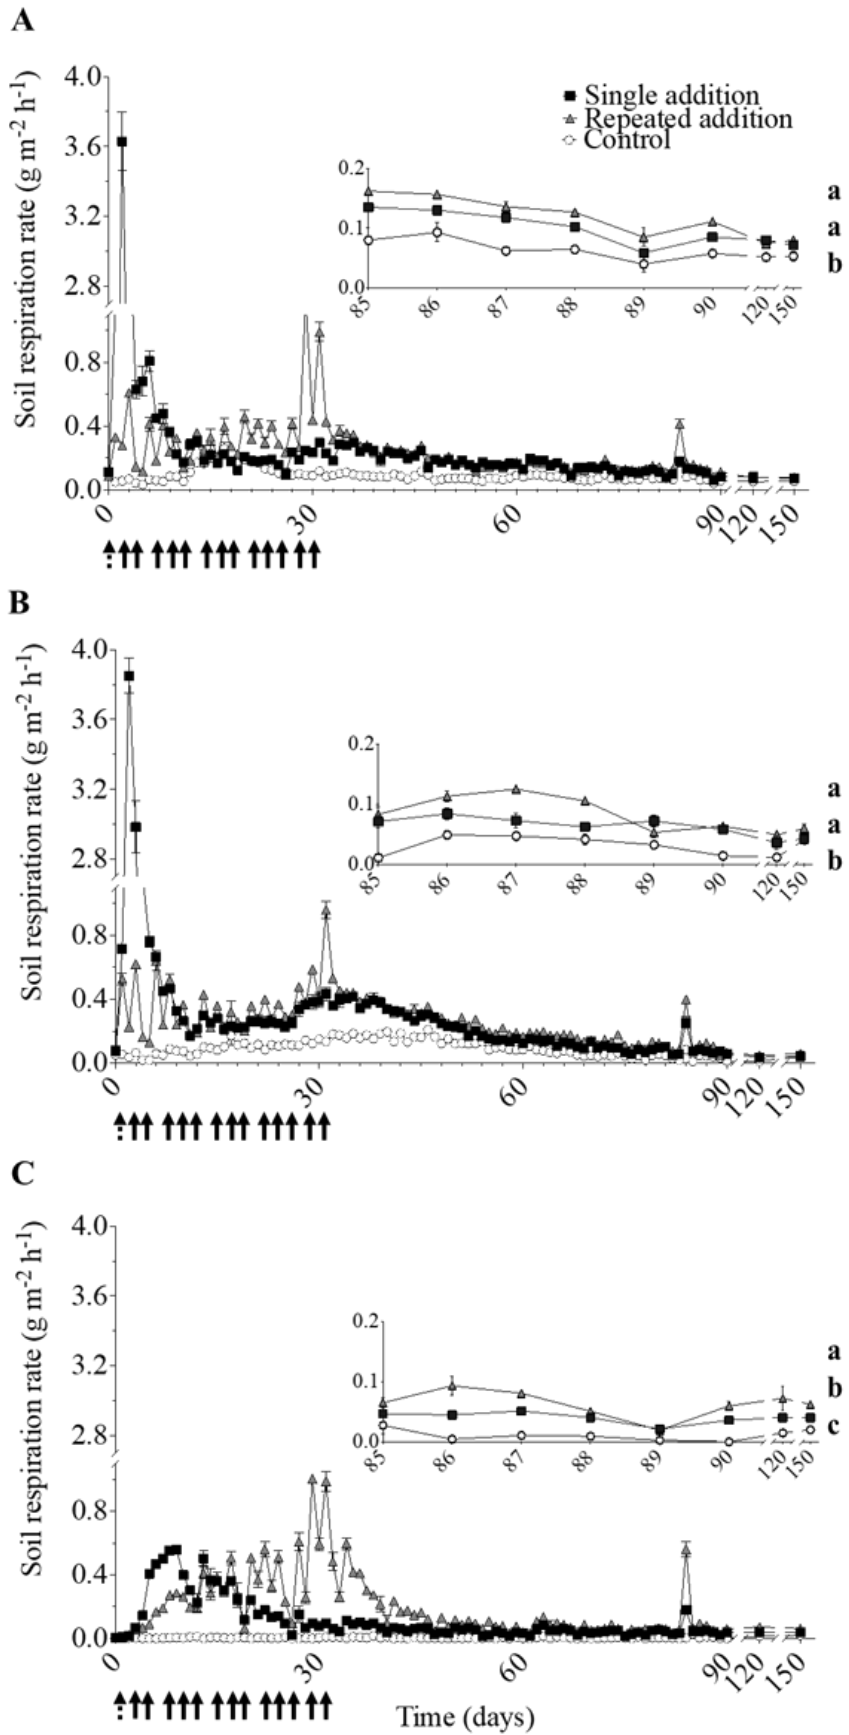 A
Soil respiration rate (g m-2 h-1)
4.0
3.6
3.2
2.8
0.8
0.4
0.0
Single addition
Repeated addition
Control
0.2
0.1
0.0
85 86 87 88 89 90 120 150
a
a
b
0 30 60 90 120 150
B
Soil respiration rate (g m-2 h-1)
4.0
3.6
3.2
2.8
0.8
0.4
0.0
0.2
0.1
0.0
85 86 87 88 89 90 120 150
a
a
b
0 30 60 90 120 150
C
Soil respiration rate (g m-2 h-1)
4.0
3.6
3.2
2.8
0.8
0.4
0.0
0.2
0.1
0.0
85 86 87 88 89 90 120 150
a
b
c
0 30 60 90 120 150
Time (days)